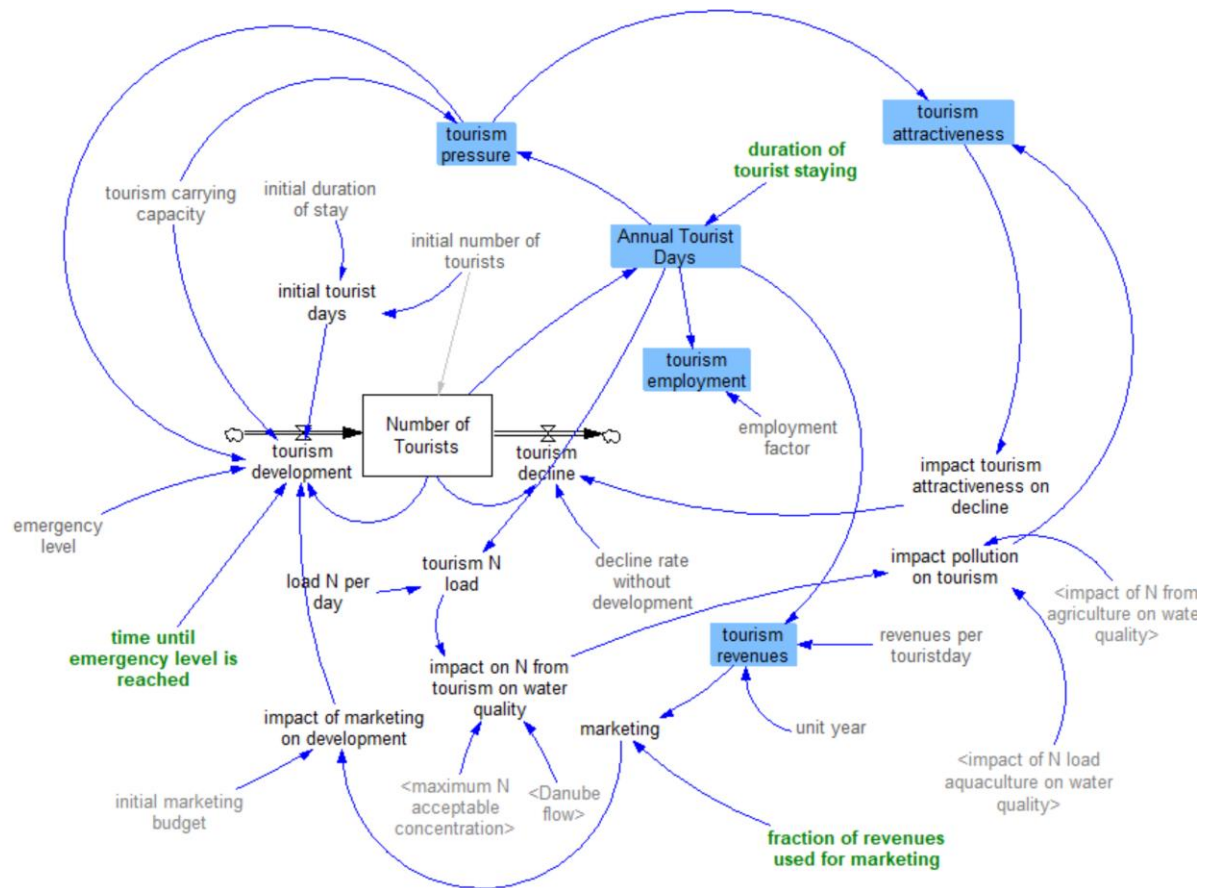 tourism
pressure
tourism
attractiveness
duration of
tourist staying
tourism carrying
capacity
initial duration
of stay
initial number of
tourists
Annual Tourist
Days
initial tourist
days
tourism
employment
employment
factor
Number of
Tourists
tourism
development
tourism
decline
impact tourism
attractiveness on
decline
emergency
level
tourism N
load
load N per
day
decline rate
without
development
impact pollution
on tourism
<impact of N from
agriculture on water
quality>
time until
emergency level is
reached
tourism
revenues
revenues per
touristday
impact on N from
tourism on water
quality
impact of marketing
on development
marketing
unit year
initial marketing
budget
<maximum N
acceptable
concentration>
<Danube
flow>
<impact of N load
aquaculture on water
quality>
fraction of revenues
used for marketing